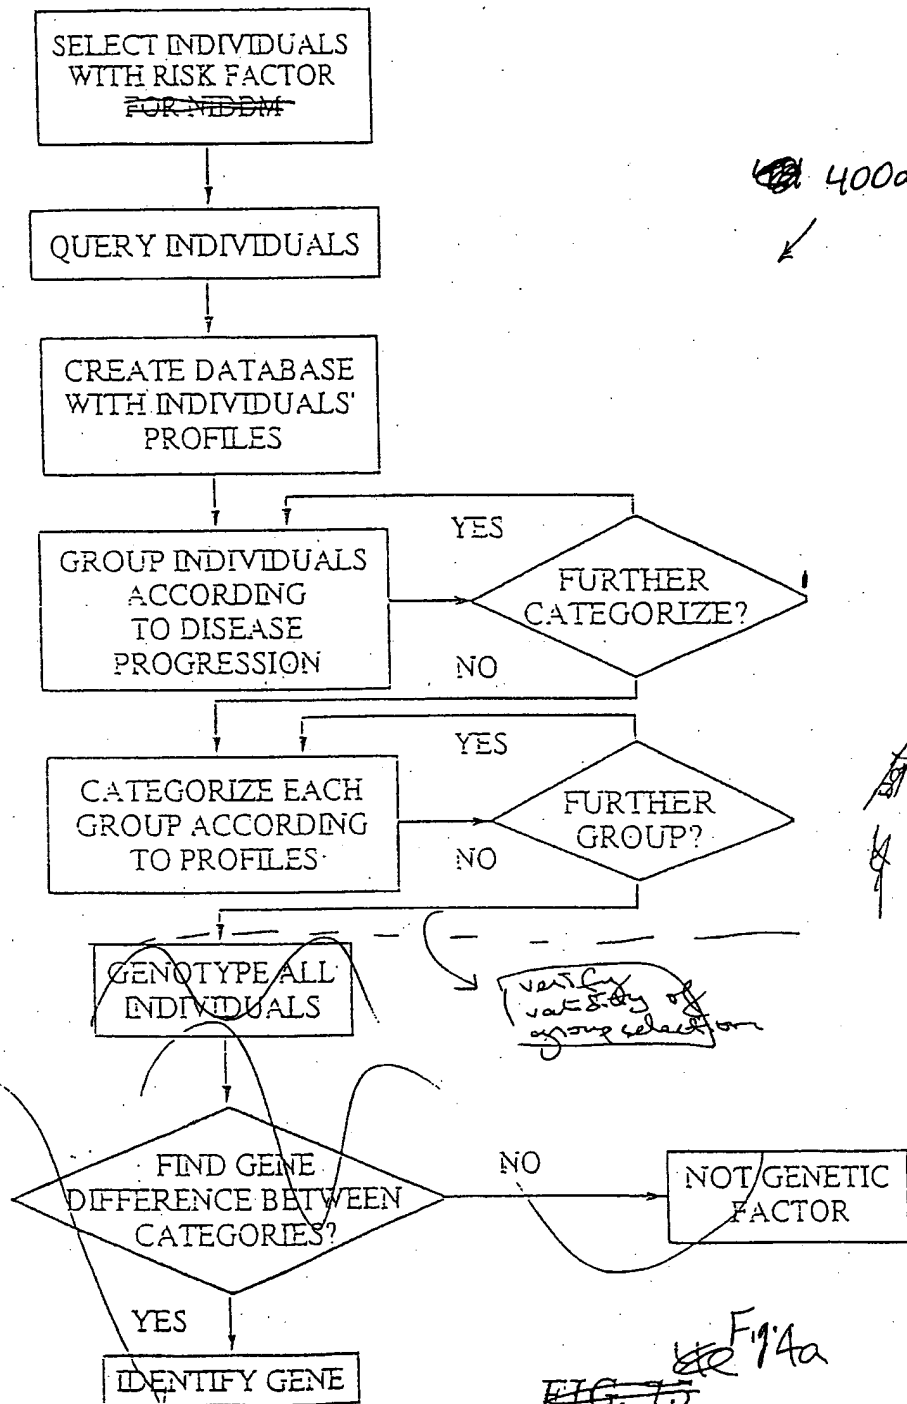 SELECT INDIVIDUALS
WITH RISK FACTOR
FOR NIDDM
400a
QUERY INDIVIDUALS
CREATE DATABASE
WITH INDIVIDUALS'
PROFILES
YES
GROUP INDIVIDUALS
ACCORDING
TO DISEASE
PROGRESSION
FURTHER
CATEGORIZE?
NO
YES
CATEGORIZE EACH
GROUP ACCORDING
TO PROFILES
FURTHER
GROUP?
NO
GENOTYPE ALL
INDIVIDUALS
verify
validity of
group selection
FIND GENE
DIFFERENCE BETWEEN
CATEGORIES?
NO
NOT GENETIC
FACTOR
YES
IDENTIFY GENE
Fig. 4a